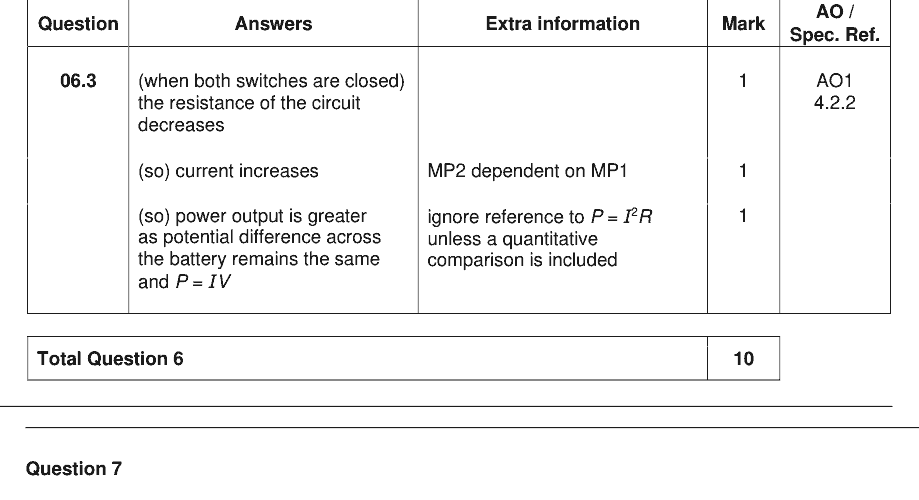 Question Answers Extra information Mark AO /
Spec. Ref.
06.3 (when both switches are closed) 1 AO1
the resistance of the circuit 4.2.2
decreases
(so) current increases MP2 dependent on MP1 1
(so) power output is greater ignore reference to P = I²R 1
as potential difference across unless a quantitative
the battery remains the same comparison is included
and P = IV
Total Question 6 10
Question 7